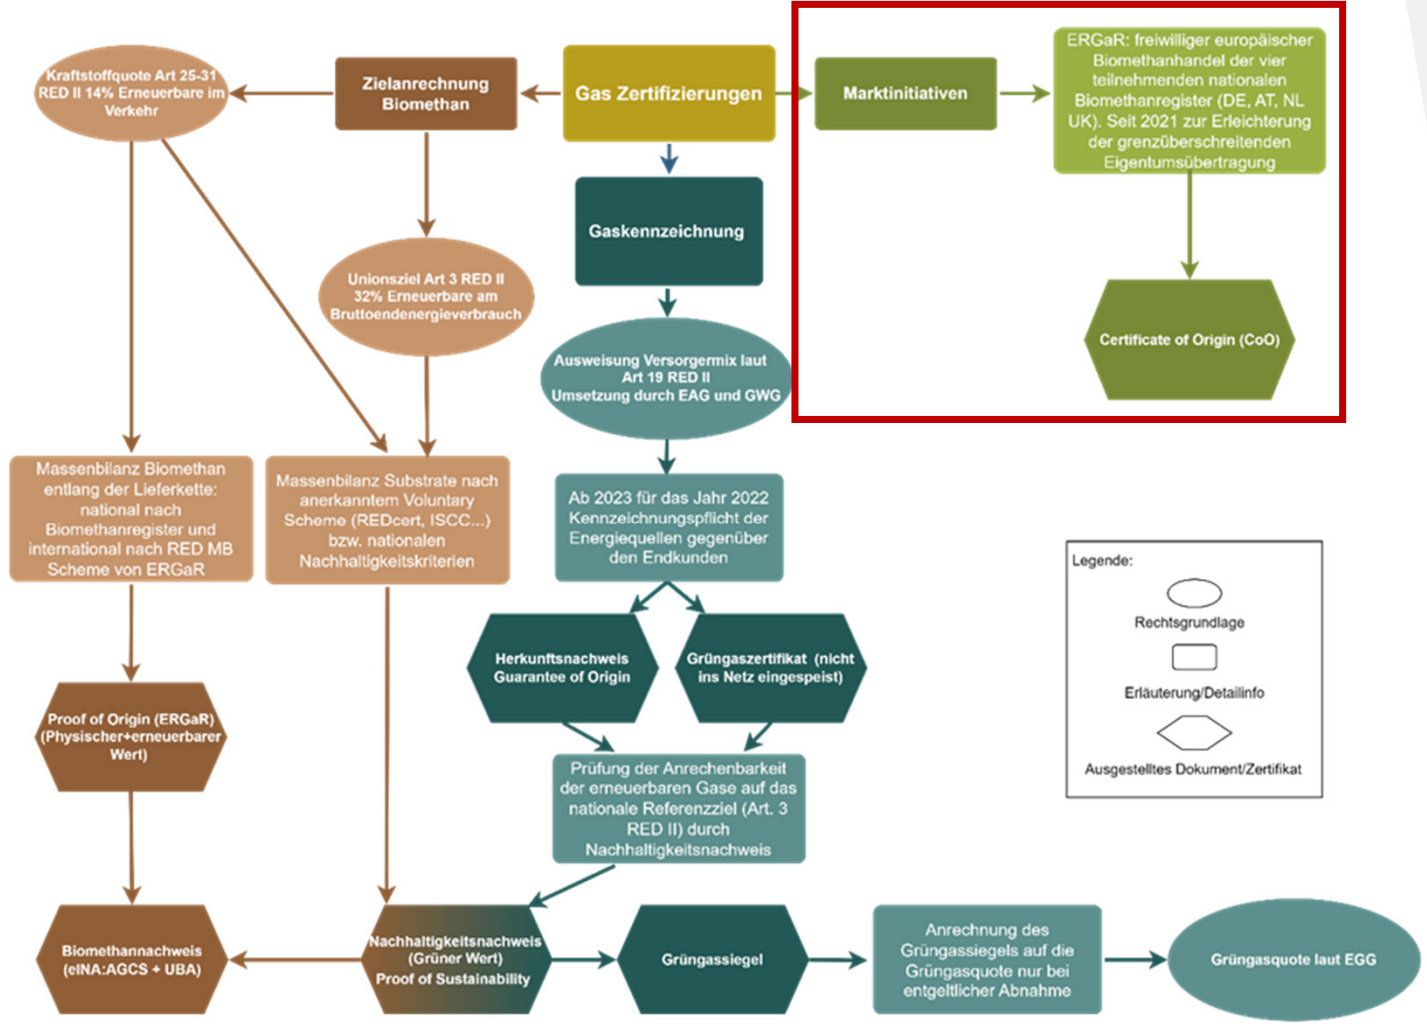 Kraftstoffquote Art 25-31
RED II 14% Erneuerbare im
Verkehr
Zielanrechnung
Biomethan
Gas Zertifizierungen
Marktinitiativen
ERGaR: freiwilliger europäischer
Biomethanhandel der vier
teilnehmenden nationalen
Biomethanregister (DE, AT, NL
UK). Seit 2021 zur Erleichterung
der grenzüberschreitenden
Eigentumsübertragung
Gaskennzeichnung
Unionsziel Art 3 RED II
32% Erneuerbare am
Bruttoendenergieverbrauch
Certificate of Origin (CoO)
Ausweisung Versorgermix laut
Art 19 RED II
Umsetzung durch EAG und GWG
Massenbilanz Biomethan
entlang der Lieferkette:
national nach
Biomethanregister und
international nach RED MB
Scheme von ERGaR
Massenbilanz Substrate nach
anerkanntem Voluntary
Scheme (REDcert, ISCC...)
bzw. nationalen
Nachhaltigkeitskriterien
Ab 2023 für das Jahr 2022
Kennzeichnungspflicht der
Energiequellen gegenüber
den Endkunden
Legende:
Rechtsgrundlage
Erläuterung/Detailinfo
Ausgestelltes Dokument/Zertifikat
Herkunftsnachweis
Guarantee of Origin
Grüngaszertifikat (nicht
ins Netz eingespeist)
Proof of Origin (ERGaR)
(Physischer+erneuerbarer
Wert)
Prüfung der Anrechenbarkeit
der erneuerbaren Gase auf das
nationale Referenzziel (Art. 3
RED II) durch
Nachhaltigkeitsnachweis
Biomethannachweis
(elNA:AGCS + UBA)
Nachhaltigkeitsnachweis
(Grüner Wert)
Proof of Sustainability
Grüngassiegel
Anrechnung des
Grüngassiegels auf die
Grüngasquote nur bei
entgeltlicher Abnahme
Grüngasquote laut EGG